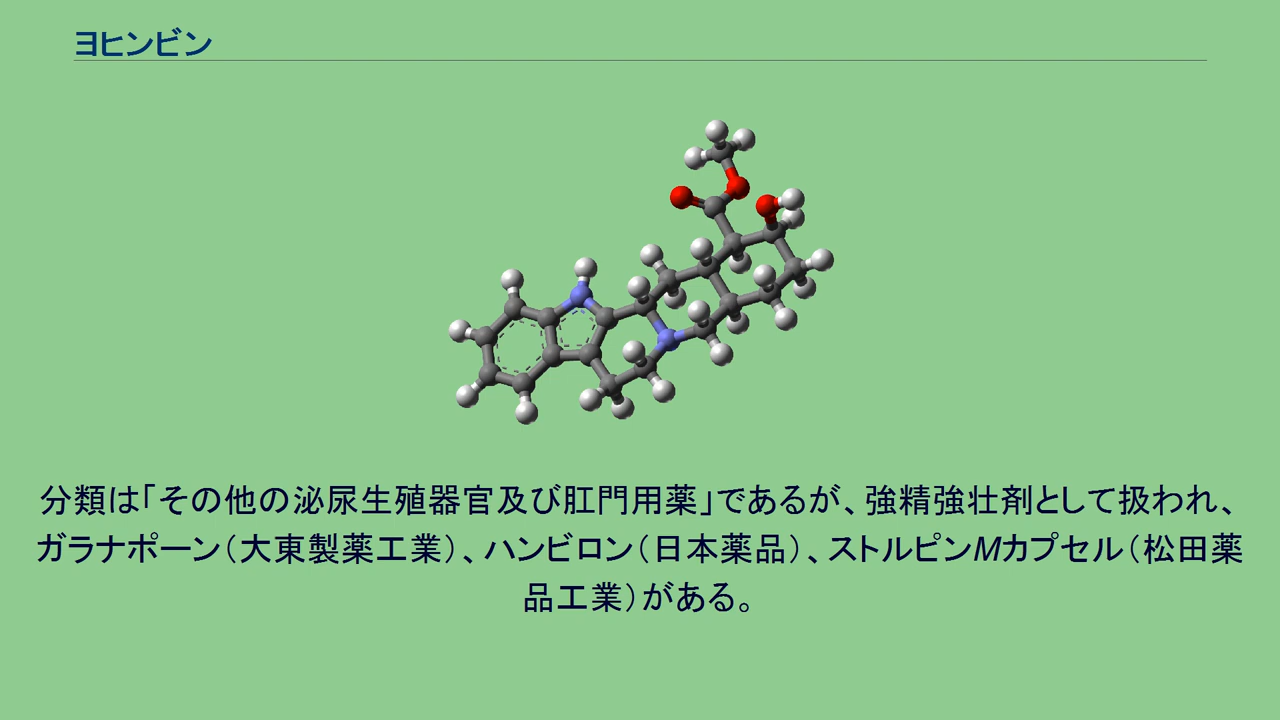 ヨヒンビン
分類は「その他の泌尿生殖器官及び肛門用薬」であるが、強精強壮剤として扱われ、
ガラナポーン（大東製薬工業）、ハンビロン（日本薬品）、ストルピンMカプセル（松田薬
品工業）がある。